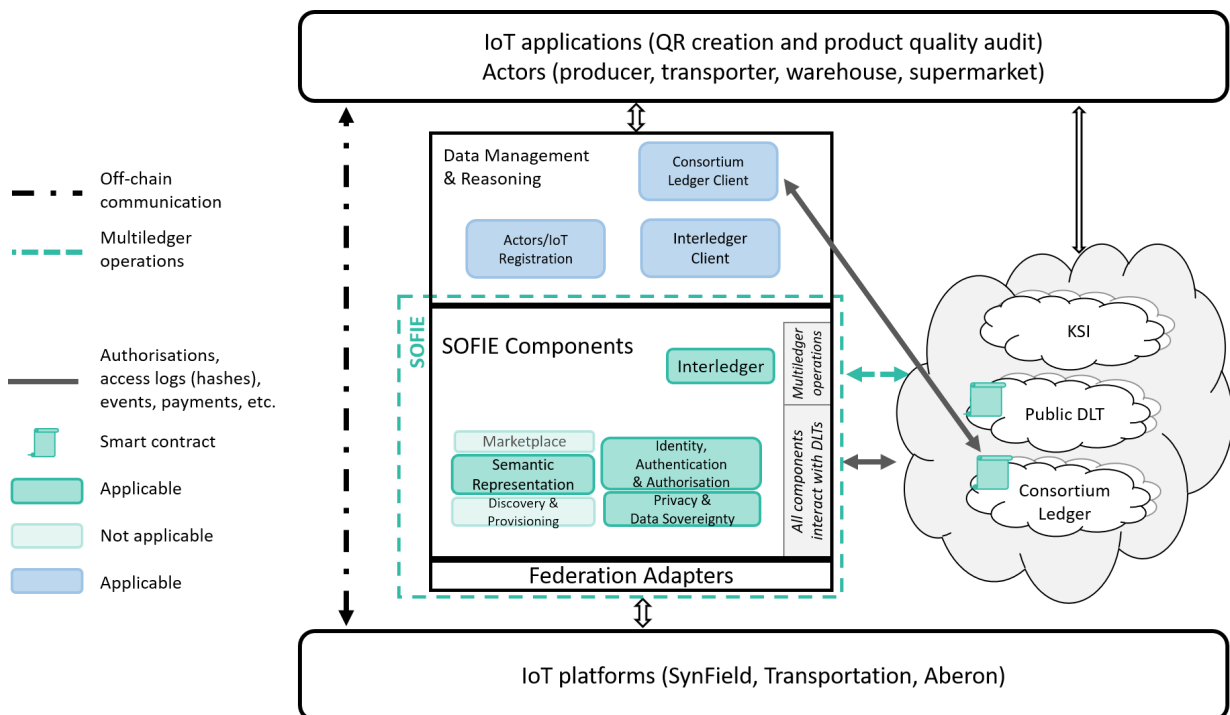 IoT applications (QR creation and product quality audit)
Actors (producer, transporter, warehouse, supermarket)
Off-chain
communication
Multiledger
operations
Authorisations,
access logs (hashes),
events, payments, etc.
Smart contract
Applicable
Not applicable
Applicable
Data Management
& Reasoning
Consortium
Ledger Client
Actors/IoT
Registration
Interledger
Client
SOFIE
SOFIE Components
Interledger
Multiledger
operations
Marketplace
Semantic
Representation
Discovery &
Provisioning
Identity,
Authentication
& Authorisation
Privacy &
Data Sovereignty
All components
interact with DLTs
Federation Adapters
KSI
Public DLT
Consortium
Ledger
IoT platforms (SynField, Transportation, Aberon)